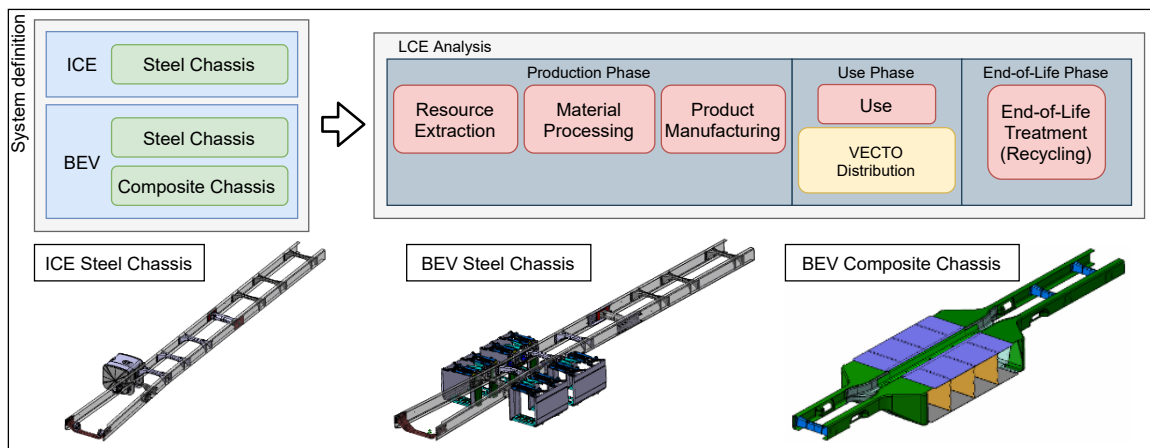 System definition
ICE
Steel Chassis
BEV
Steel Chassis
Composite Chassis
LCE Analysis
Production Phase
Resource
Extraction
Material
Processing
Product
Manufacturing
Use Phase
Use
VECTO
Distribution
End-of-Life Phase
End-of-Life
Treatment
(Recycling)
ICE Steel Chassis
BEV Steel Chassis
BEV Composite Chassis